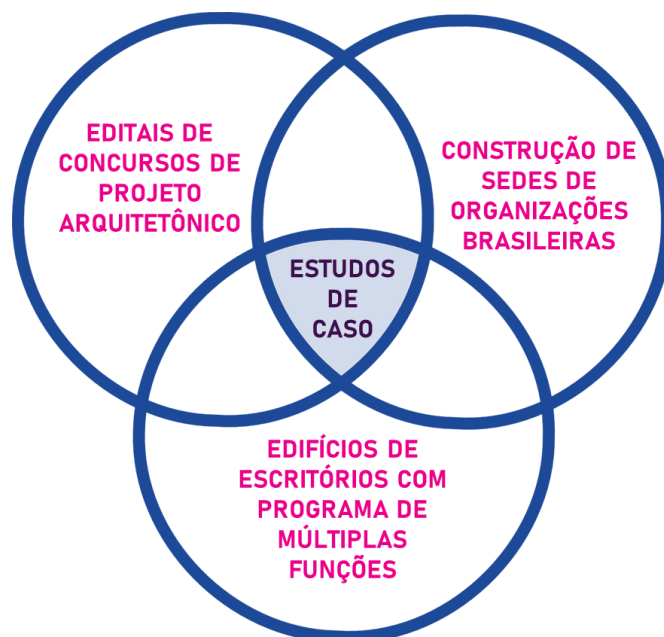 EDITAIS DE
CONCURSOS DE
PROJETO
ARQUITETÔNICO
CONSTRUÇÃO DE
SEDES DE
ORGANIZAÇÕES
BRASILEIRAS
ESTUDOS
DE
CASO
EDIFÍCIOS DE
ESCRITÓRIOS COM
PROGRAMA DE
MÚLTIPLAS
FUNÇÕES